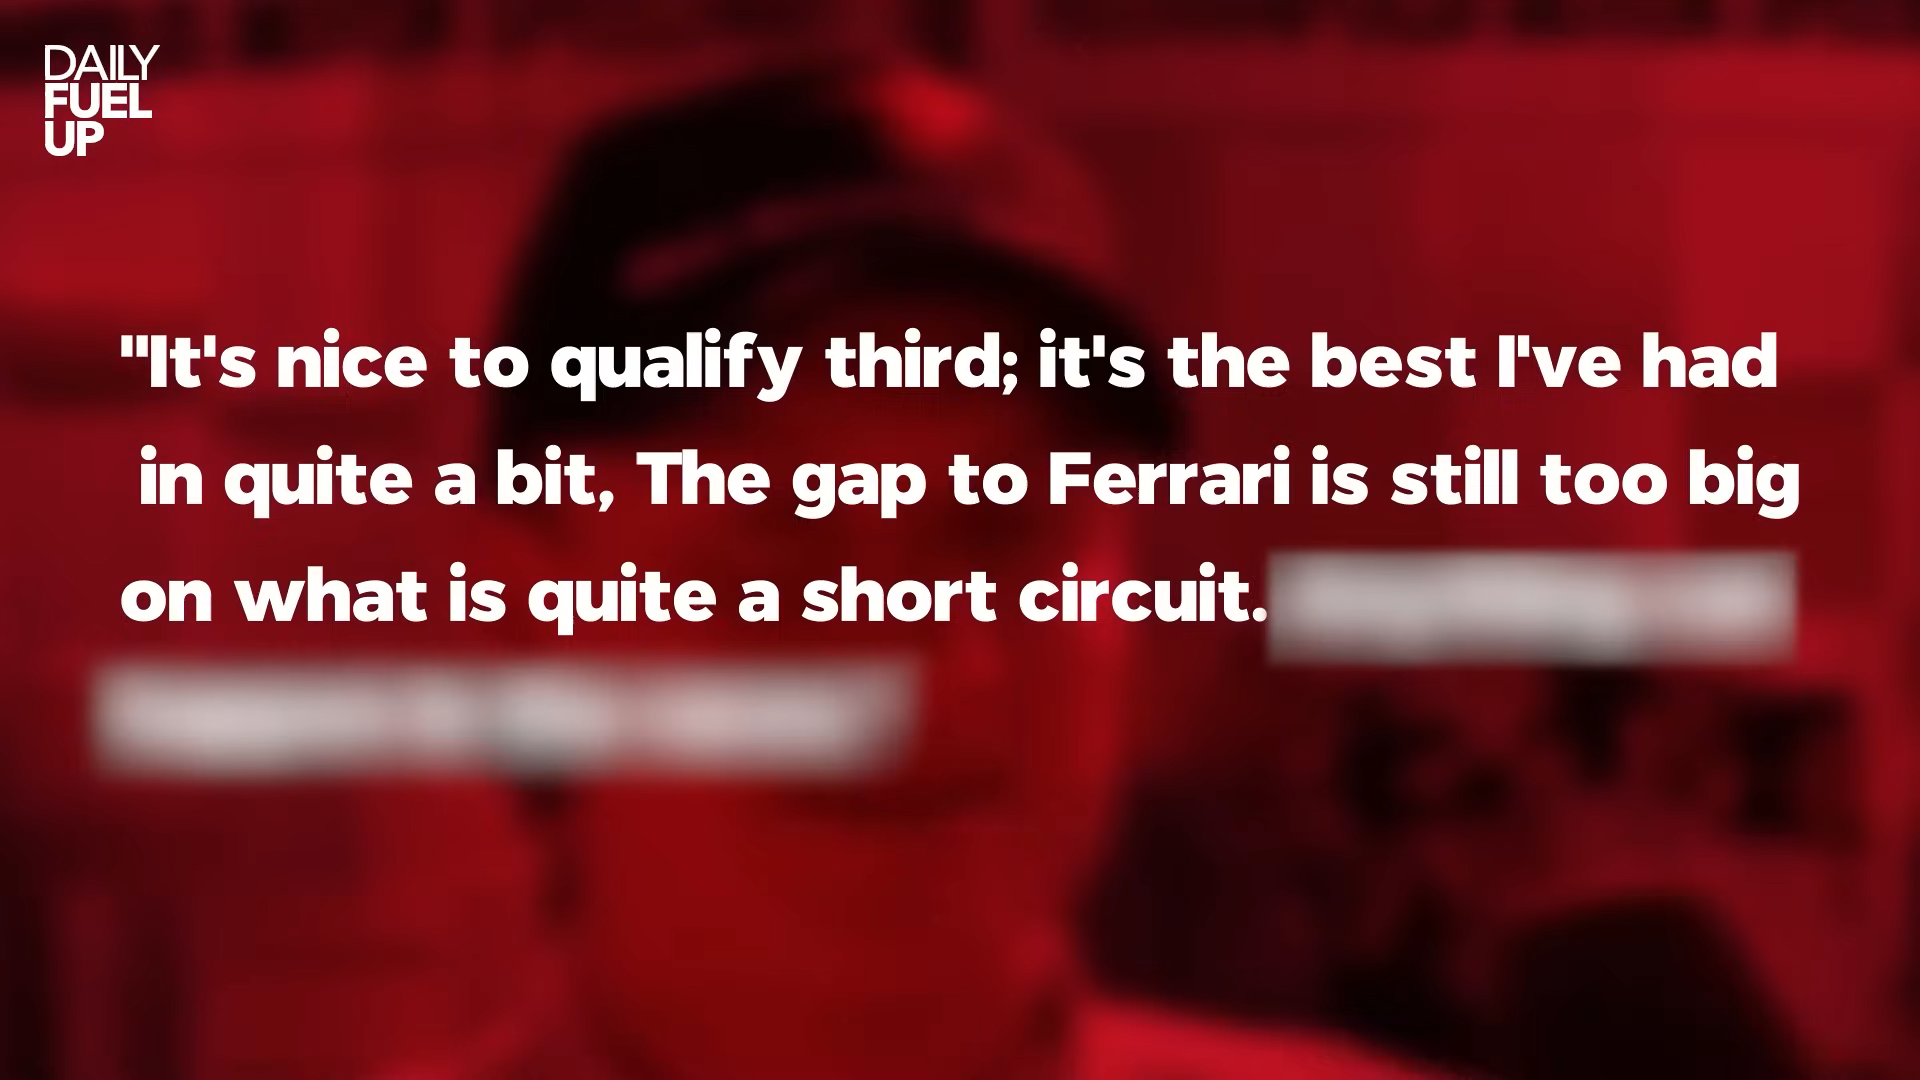 DAILY
FUEL
UP
"It's nice to qualify third; it's the best I've had
in quite a bit, The gap to Ferrari is still too big
on what is quite a short circuit.